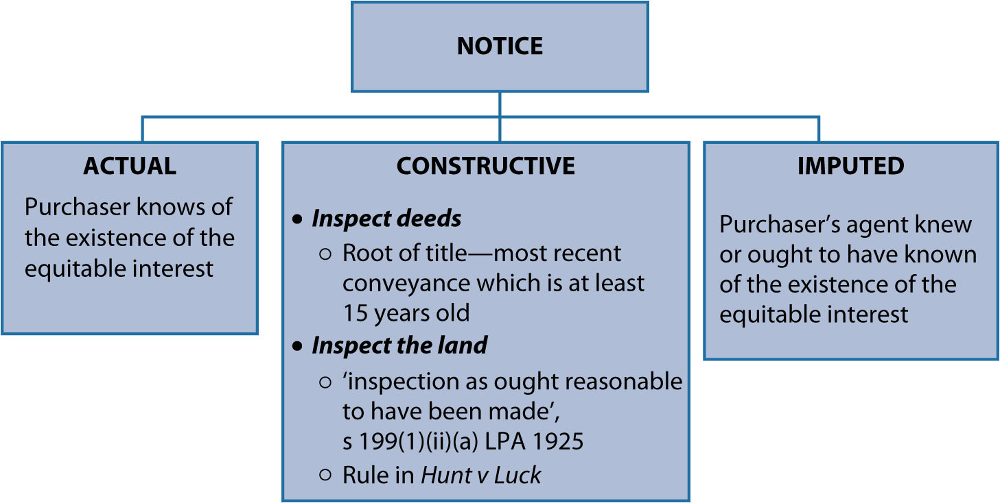 NOTICE
ACTUAL
Purchaser knows of
the existence of the
equitable interest
CONSTRUCTIVE
• Inspect deeds
○ Root of title—most recent
conveyance which is at least
15 years old
• Inspect the land
○ ‘inspection as ought reasonable
to have been made’,
s 199(1)(ii)(a) LPA 1925
○ Rule in Hunt v Luck
IMPUTED
Purchaser’s agent knew
or ought to have known
of the existence of the
equitable interest